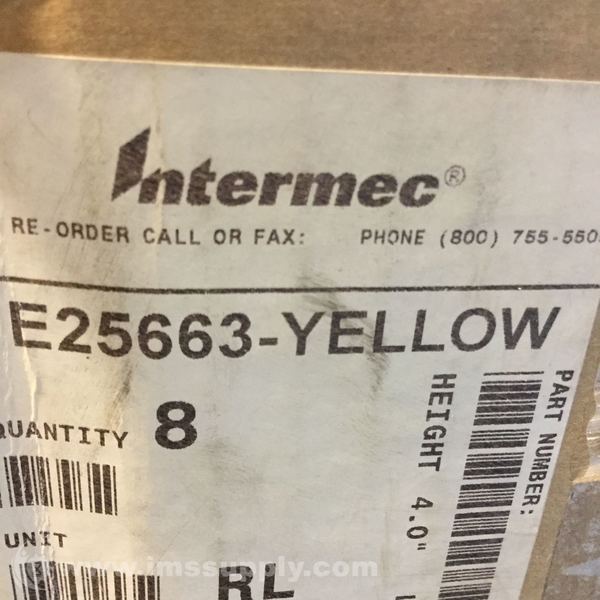 Intermec®
RE-ORDER CALL OR FAX: PHONE (800) 755-550
E25663-YELLOW
QUANTITY 8
UNIT
RL
PART NUMBER:
HEIGHT 4.0"
www.imssupply.com